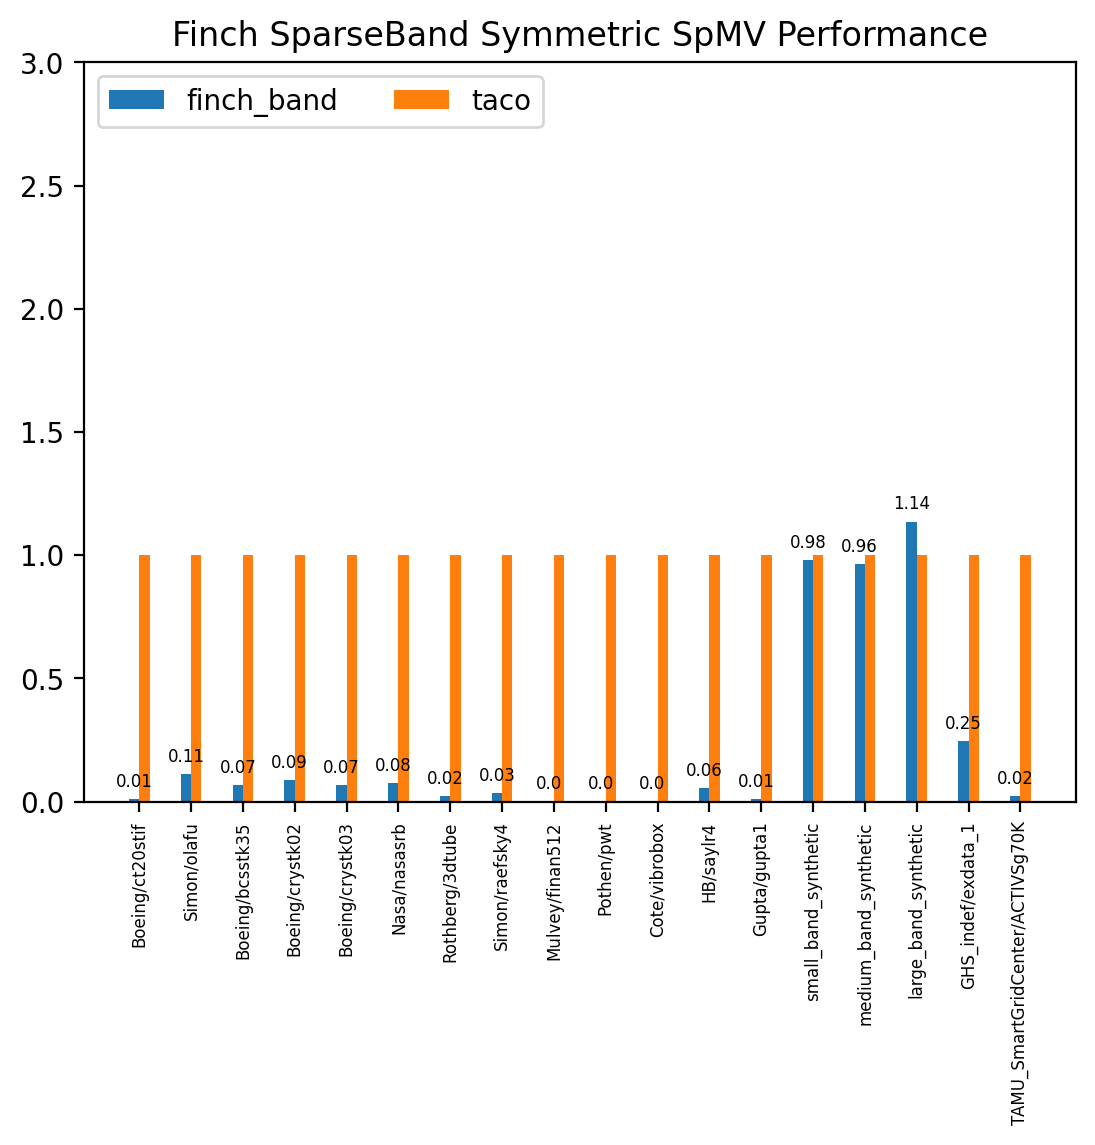 Finch SparseBand Symmetric SpMV Performance
finch_band
taco
3.0
2.5
2.0
1.5
1.0
0.5
0.0
0.01
0.11
0.07
0.09
0.07
0.08
0.02
0.03
0.0
0.0
0.0
0.06
0.01
0.98
0.96
1.14
0.25
0.02
Boeing/ct20stif
Simon/olafu
Boeing/bcsstk35
Boeing/crystk02
Boeing/crystk03
Nasa/nasasrb
Rothberg/3dtube
Simon/raefsky4
Mulvey/finan512
Pothen/pwt
Cote/vibrobox
HB/saylr4
Gupta/gupta1
small_band_synthetic
medium_band_synthetic
large_band_synthetic
GHS_indef/exdata_1
TAMU_SmartGridCenter/ACTIVSg70K